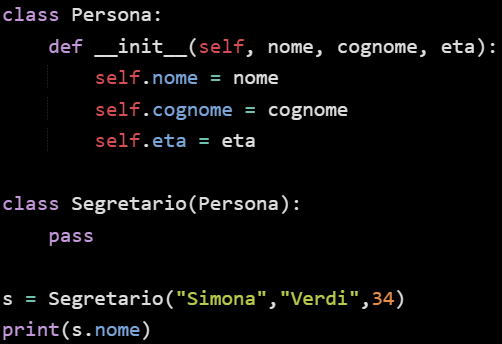 class Persona:
    def __init__(self, nome, cognome, eta):
        self.nome = nome
        self.cognome = cognome
        self.eta = eta

class Segretario(Persona):
    pass

s = Segretario("Simona","Verdi",34)
print(s.nome)